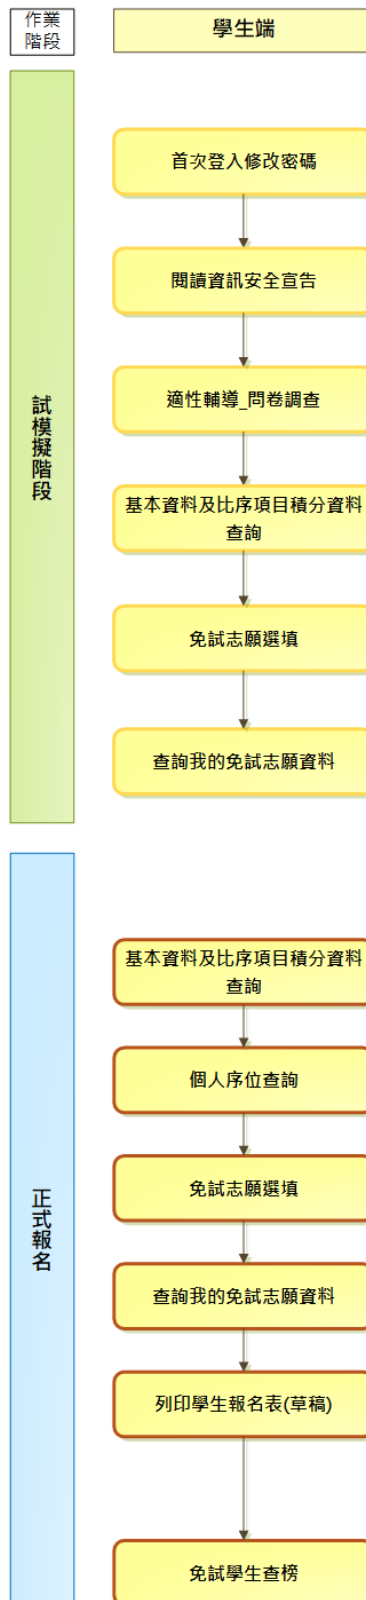 作業
階段
學生端
試模擬階段
首次登入修改密碼
閱讀資訊安全宣告
適性輔導_問卷調查
基本資料及比序項目積分資料
查詢
免試志願選填
查詢我的免試志願資料
正式報名
基本資料及比序項目積分資料
查詢
個人序位查詢
免試志願選填
查詢我的免試志願資料
列印學生報名表(草稿)
免試學生查榜